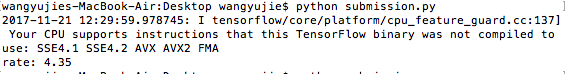 wangyujies-MacBook-Air:Desktop wangyujie$ python submission.py
2017-11-21 12:29:59.978745: I tensorflow/core/platform/cpu_feature_guard.cc:137]
Your CPU supports instructions that this TensorFlow binary was not compiled to
use: SSE4.1 SSE4.2 AVX AVX2 FMA
rate: 4.35